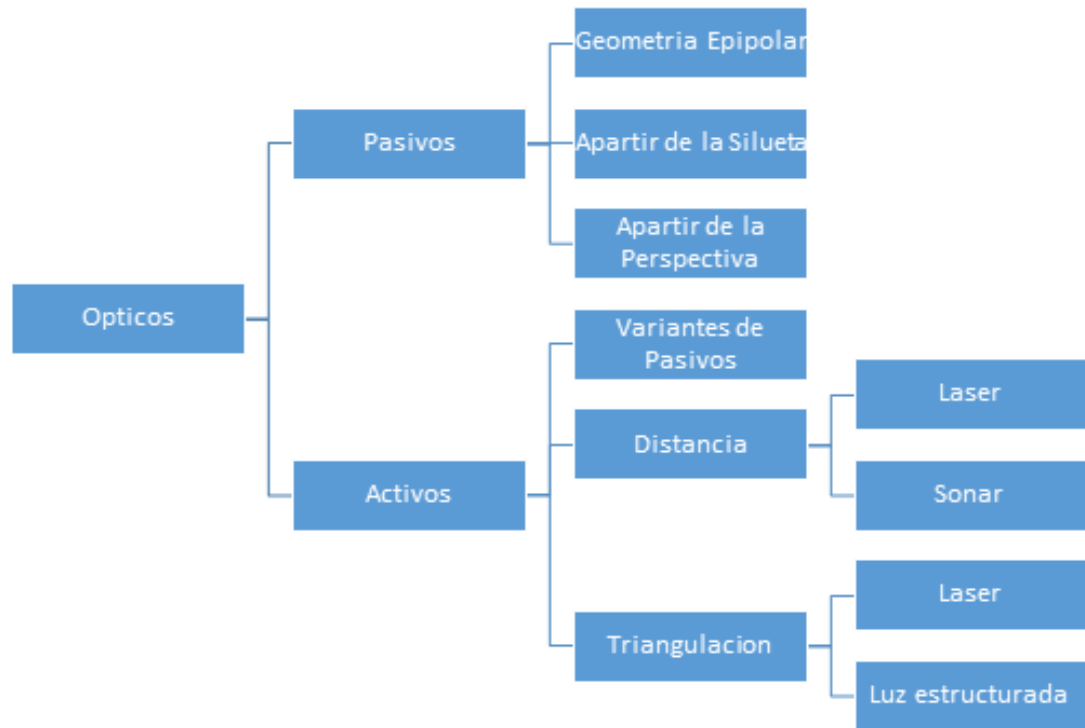 Geometria Epipolar
Pasivos
Apartir de la Silueta
Apartir de la
Perspectiva
Opticos
Variantes de
Pasivos
Laser
Distancia
Activos
Sonar
Laser
Triangulacion
Luz estructurada